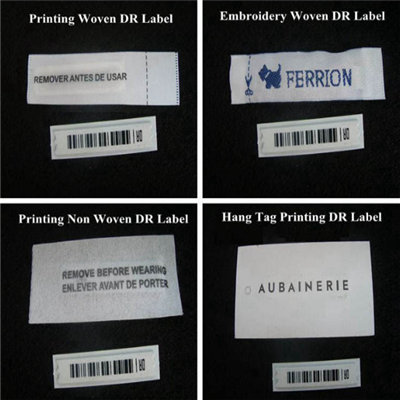 Printing Woven DR Label
REMOVER ANTES DE USAR
Embroidery Woven DR Label
FERRION
Printing Non Woven DR Label
REMOVE BEFORE WEARING
ENLEVER AVANT DE PORTER
Hang Tag Printing DR Label
AUBAINERIE